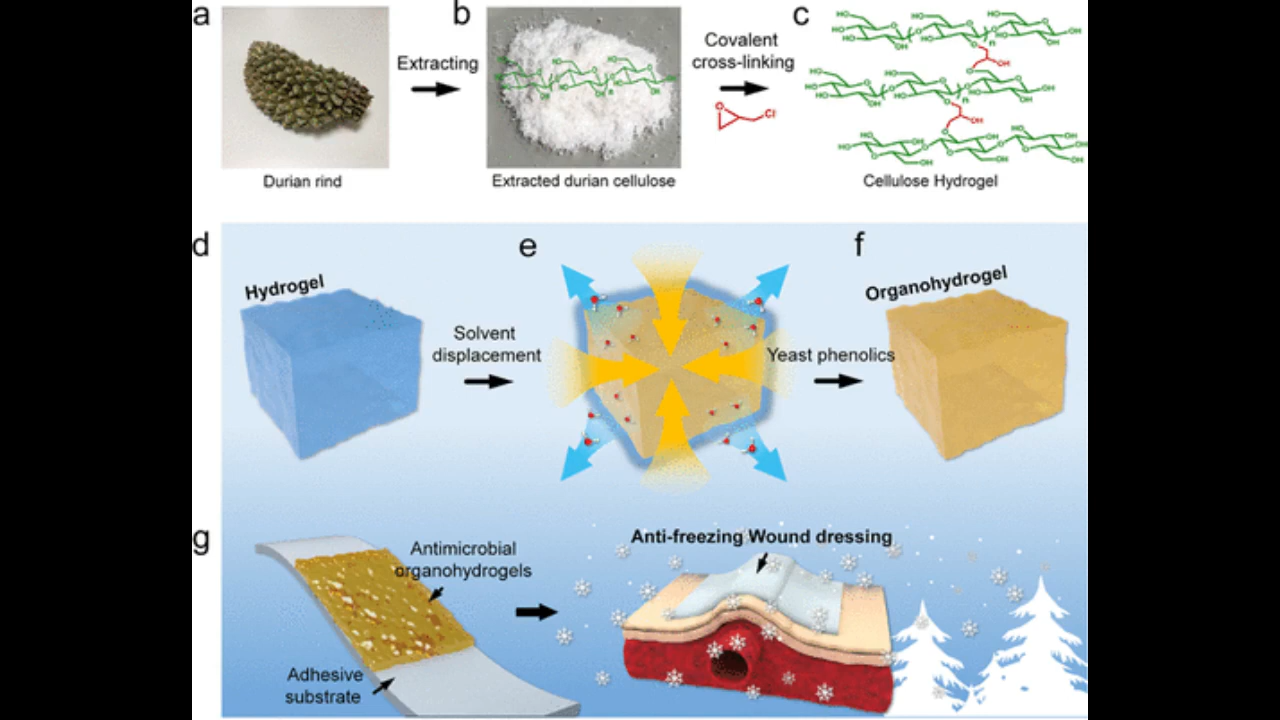 a
b
c
Extracting
Covalent
cross-linking
O
Cl
Durian rind
Extracted durian cellulose
Cellulose Hydrogel
d
e
f
Hydrogel
Solvent
displacement
Yeast phenolics
Organohydrogel
g
Antimicrobial
organohydrogels
Adhesive
substrate
Anti-freezing Wound dressing